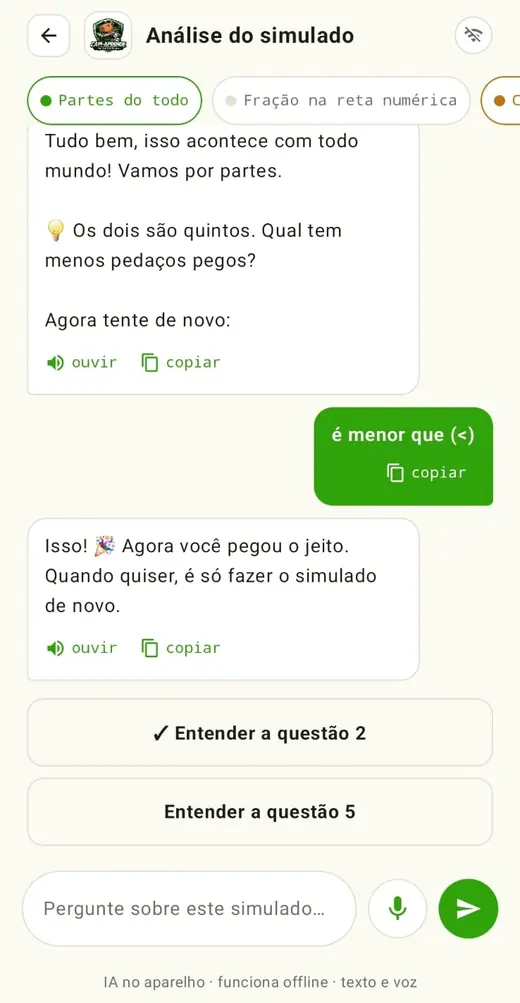 Análise do simulado
Partes do todo
Fração na reta numérica
Tudo bem, isso acontece com todo
mundo! Vamos por partes.
💡 Os dois são quintos. Qual tem
menos pedaços pegos?
Agora tente de novo:
ouvir
copiar
é menor que (<)
copiar
Isso! 🎉 Agora você pegou o jeito.
Quando quiser, é só fazer o simulado
de novo.
ouvir
copiar
✓ Entender a questão 2
Entender a questão 5
Pergunte sobre este simulado…
IA no aparelho · funciona offline · texto e voz